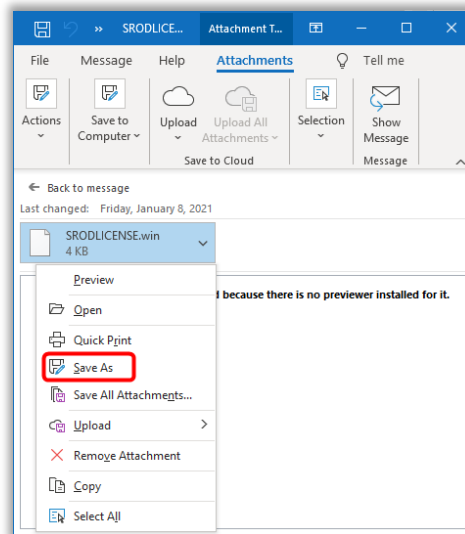 SRODLICE... Attachment T...
File Message Help Attachments Tell me
Actions
Save to Computer
Upload
Upload All Attachments
Selection
Show Message
Save to Cloud
Message
Back to message
Last changed: Friday, January 8, 2021
SRODLICENSE.win
4 KB
Preview
because there is no previewer installed for it.
Open
Quick Print
Save As
Save All Attachments...
Upload
Remove Attachment
Copy
Select All